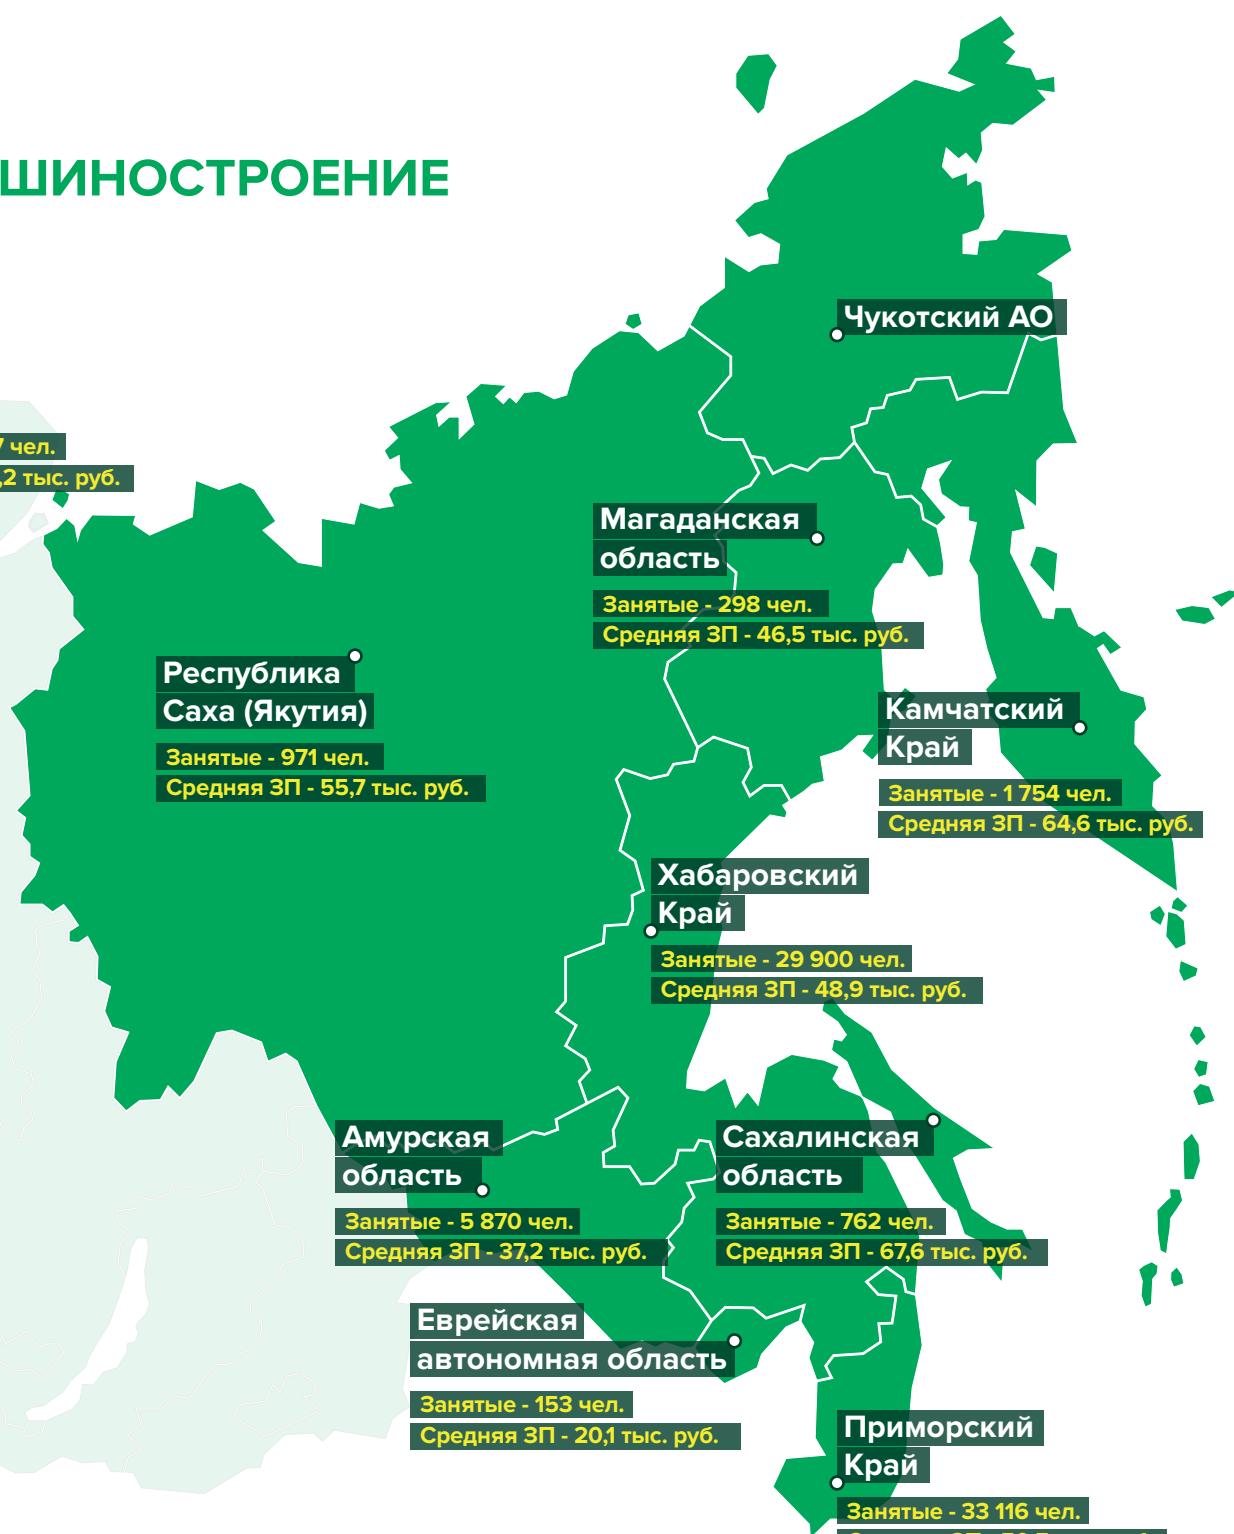 ШИНОСТРОЕНИЕ
Чукотский АО
7 чел.
,2 тыс. руб.
Магаданская
область
Занятые - 298 чел.
Средняя ЗП - 46,5 тыс. руб.
Республика
Саха (Якутия)
Занятые - 971 чел.
Средняя ЗП - 55,7 тыс. руб.
Камчатский
Край
Занятые - 1 754 чел.
Средняя ЗП - 64,6 тыс. руб.
Хабаровский
Край
Занятые - 29 900 чел.
Средняя ЗП - 48,9 тыс. руб.
Амурская
область
Занятые - 5 870 чел.
Средняя ЗП - 37,2 тыс. руб.
Сахалинская
область
Занятые - 762 чел.
Средняя ЗП - 67,6 тыс. руб.
Еврейская
автономная область
Занятые - 153 чел.
Средняя ЗП - 20,1 тыс. руб.
Приморский
Край
Занятые - 33 116 чел.